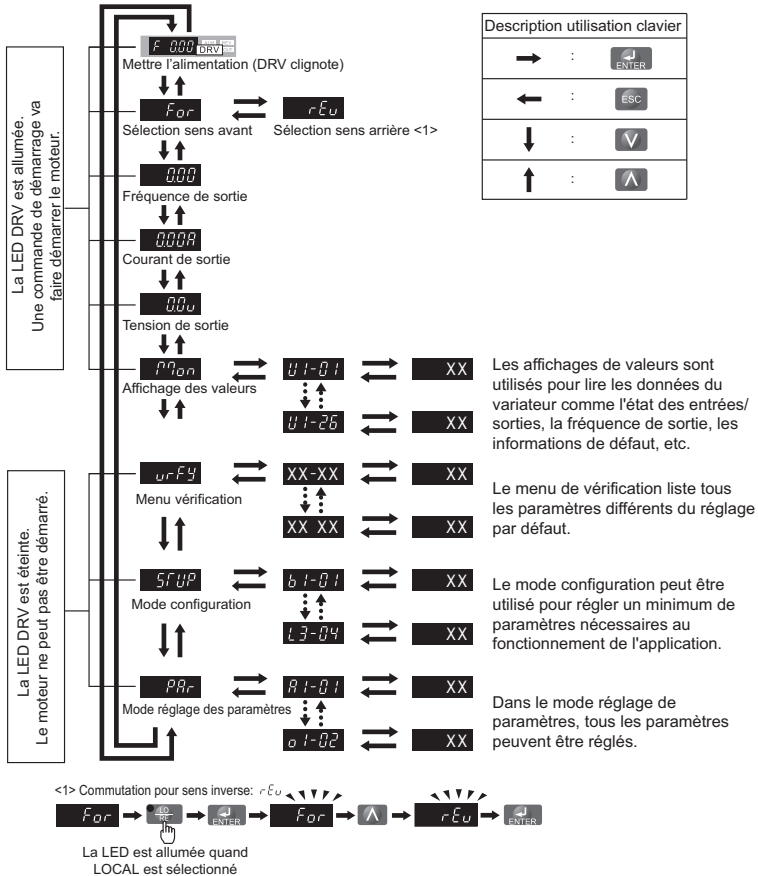 F 0.00 DRV
Mettre l'alimentation (DRV clignote)
For rEv
Sélection sens avant Sélection sens arrière <1>
0.00
Fréquence de sortie
0.00A
Courant de sortie
0.0v
Tension de sortie
Mon U1-01 XX
Affichage des valeurs
U1-26 XX
La LED DRV est allumée.
Une commande de démarrage va
faire démarrer le moteur.
Description utilisation clavier
: ENTER
: ESC
:
:
Les affichages de valeurs sont
utilisés pour lire les données du
variateur comme l'état des entrées/
sorties, la fréquence de sortie, les
informations de défaut, etc.
vrFY XX-XX XX
Menu vérification
XX XX XX
Le menu de vérification liste tous
les paramètres différents du réglage
par défaut.
STUP b1-01 XX
Mode configuration
L3-04 XX
Le mode configuration peut être
utilisé pour régler un minimum de
paramètres nécessaires au
fonctionnement de l'application.
PAr A1-01 XX
Mode réglage des paramètres
o1-02 XX
Dans le mode réglage de
paramètres, tous les paramètres
peuvent être réglés.
La LED DRV est éteinte.
Le moteur ne peut pas être démarré.
<1> Commutation pour sens inverse: rEv
For LO RE ENTER For rEv ENTER
La LED est allumée quand
LOCAL est sélectionné